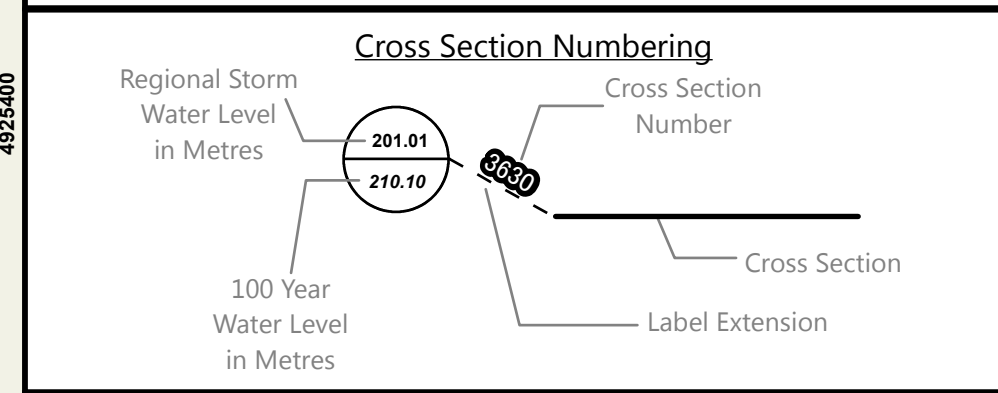 4925400
Cross Section Numbering
Regional Storm
Water Level
in Metres
201.01
210.10
3630
Cross Section
Number
100 Year
Water Level
in Metres
Cross Section
Label Extension